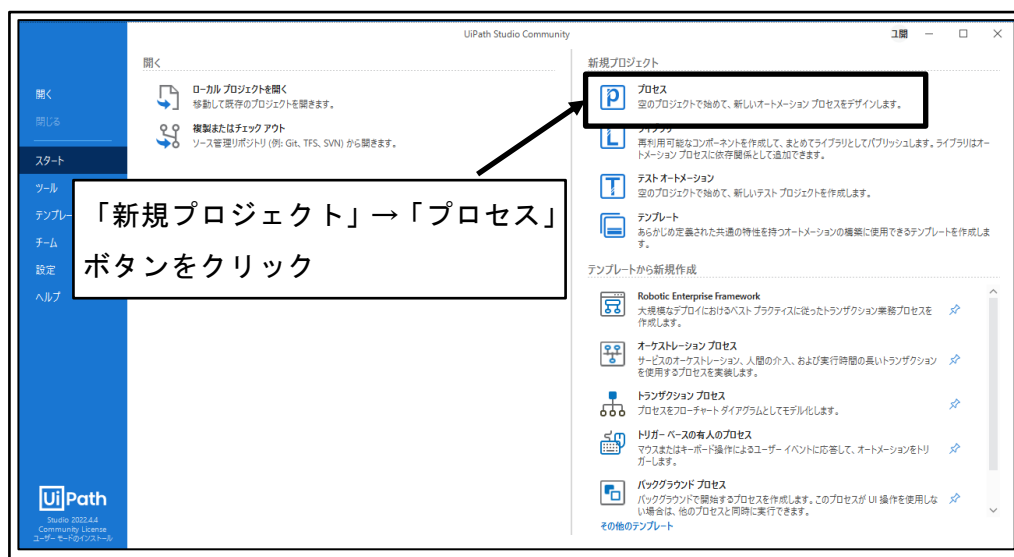 UiPath Studio Community
ユ開
開く
閉じる
スタート
ツール
テンプレー
チーム
設定
ヘルプ
UiPath
Studio 2022.4.4
Community License
ユーザー モードのインストール
開く
ローカル プロジェクトを開く
移動して既存のプロジェクトを開きます。
複製またはチェック アウト
ソース管理リポジトリ (例: Git、TFS、SVN) から開きます。
「新規プロジェクト」→「プロセス」
ボタンをクリック
新規プロジェクト
プロセス
空のプロジェクトで始めて、新しいオートメーション プロセスをデザインします。
ライブラリ
再利用可能なコンポーネントを作成して、まとめてライブラリとしてパブリッシュします。ライブラリはオー
トメーション プロセスに依存関係として追加できます。
テスト オートメーション
空のプロジェクトで始めて、新しいテスト プロジェクトを作成します。
テンプレート
あらかじめ定義された共通の特性を持つオートメーションの構築に使用できるテンプレートを作成しま
す。
テンプレートから新規作成
Robotic Enterprise Framework
大規模なデプロイにおけるベスト プラクティスに従ったトランザクション業務プロセスを
作成します。
オーケストレーション プロセス
サービスのオーケストレーション、人間の介入、および実行時間の長いトランザクション
を使用するプロセスを実装します。
トランザクション プロセス
プロセスをフローチャート ダイアグラムとしてモデル化します。
トリガー ベースの有人のプロセス
マウスまたはキーボード操作によるユーザー イベントに応答して、オートメーションをトリ
ガーします。
バックグラウンド プロセス
バックグラウンドで開始するプロセスを作成します。このプロセスが UI 操作を使用しな
い場合は、他のプロセスと同時に実行できます。
その他のテンプレート